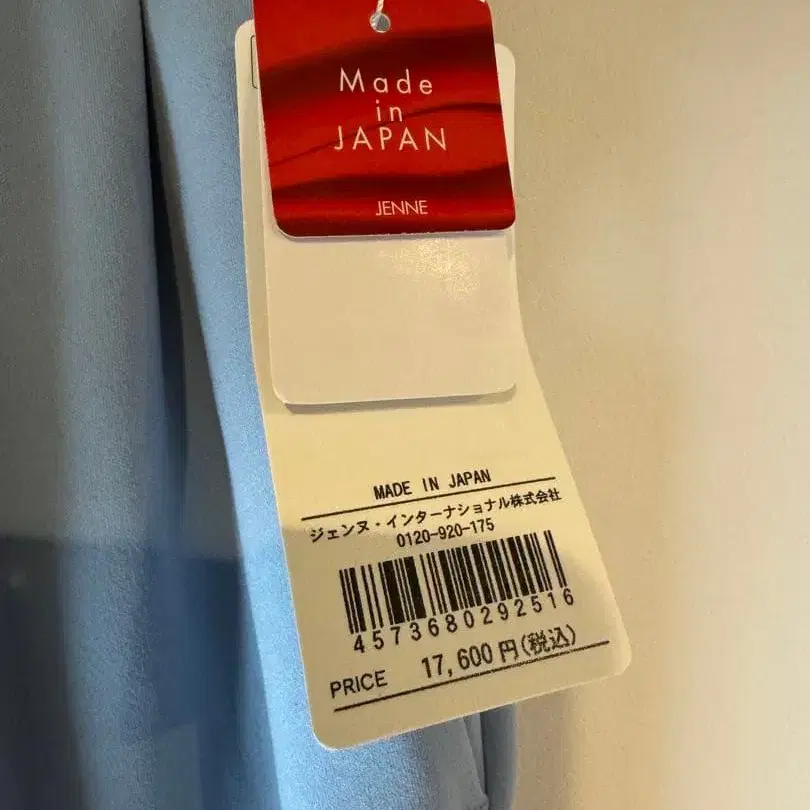 Made
in
JAPAN
JENNE
MADE IN JAPAN
ジェンヌ・インターナショナル株式会社
0120-920-175
4573680292516
PRICE 17,600円(税込)